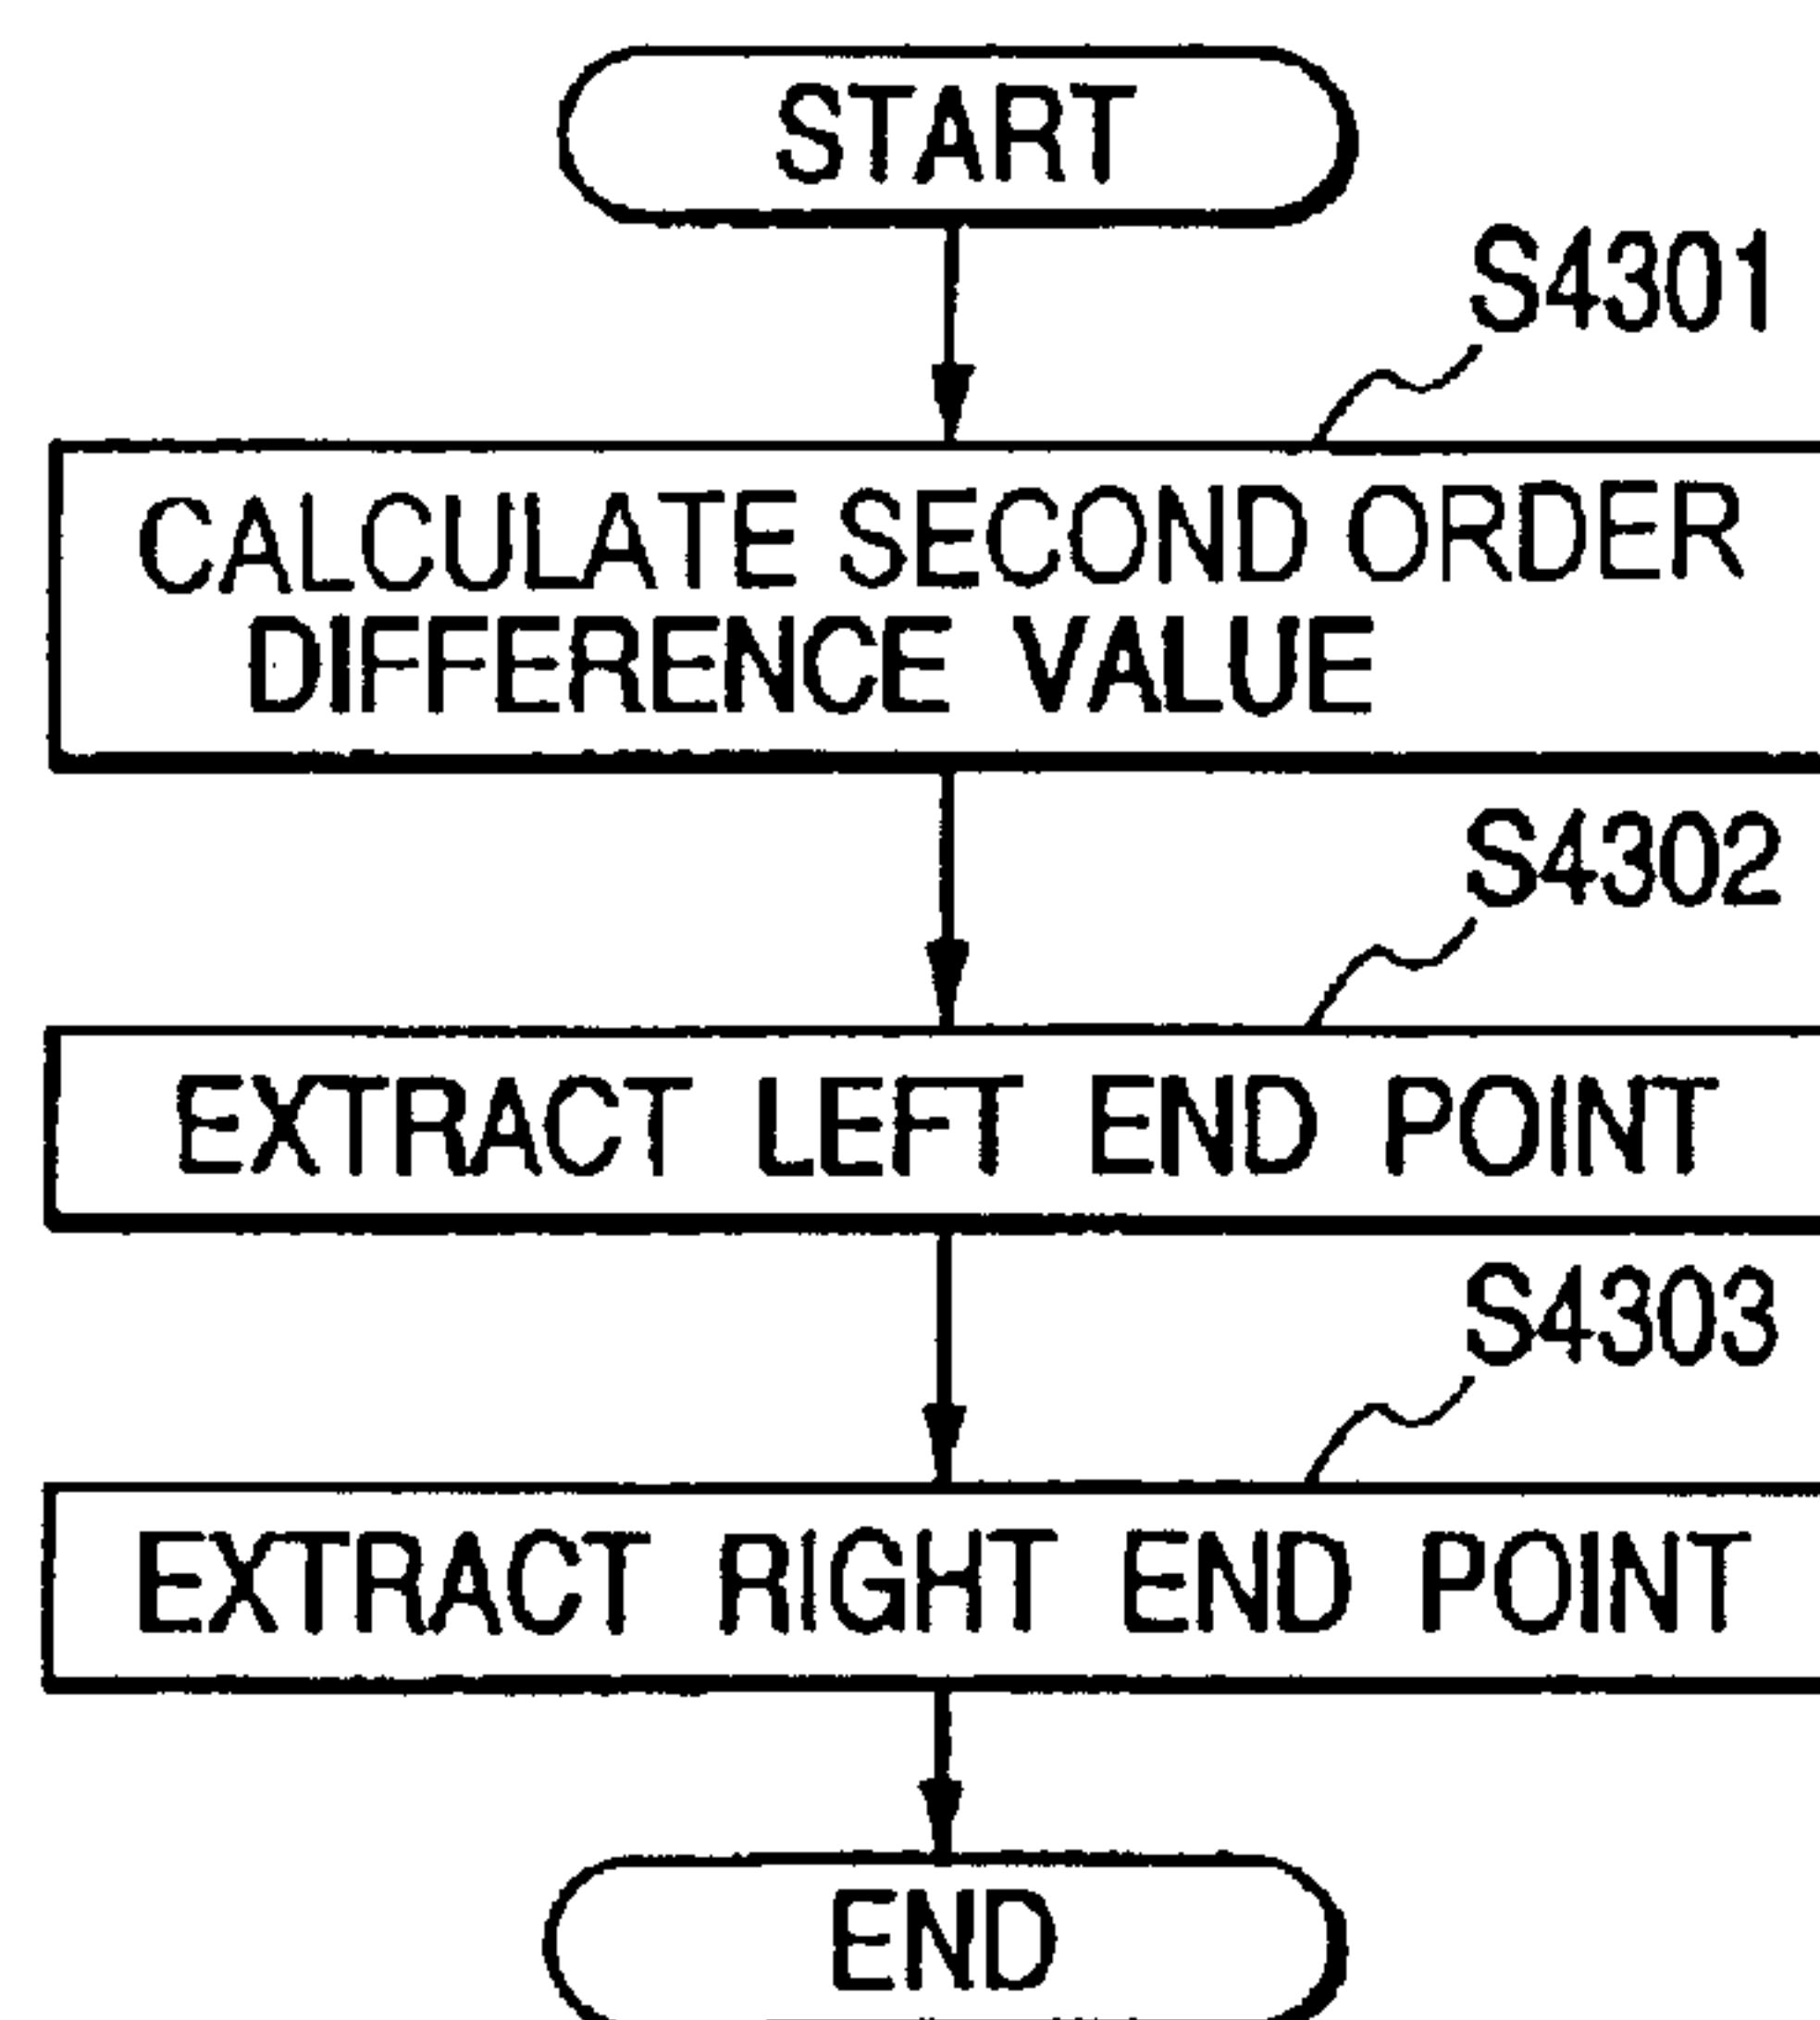 START
S4301
CALCULATE SECOND ORDER
DIFFERENCE VALUE
S4302
EXTRACT LEFT END POINT
S4303
EXTRACT RIGHT END POINT
END